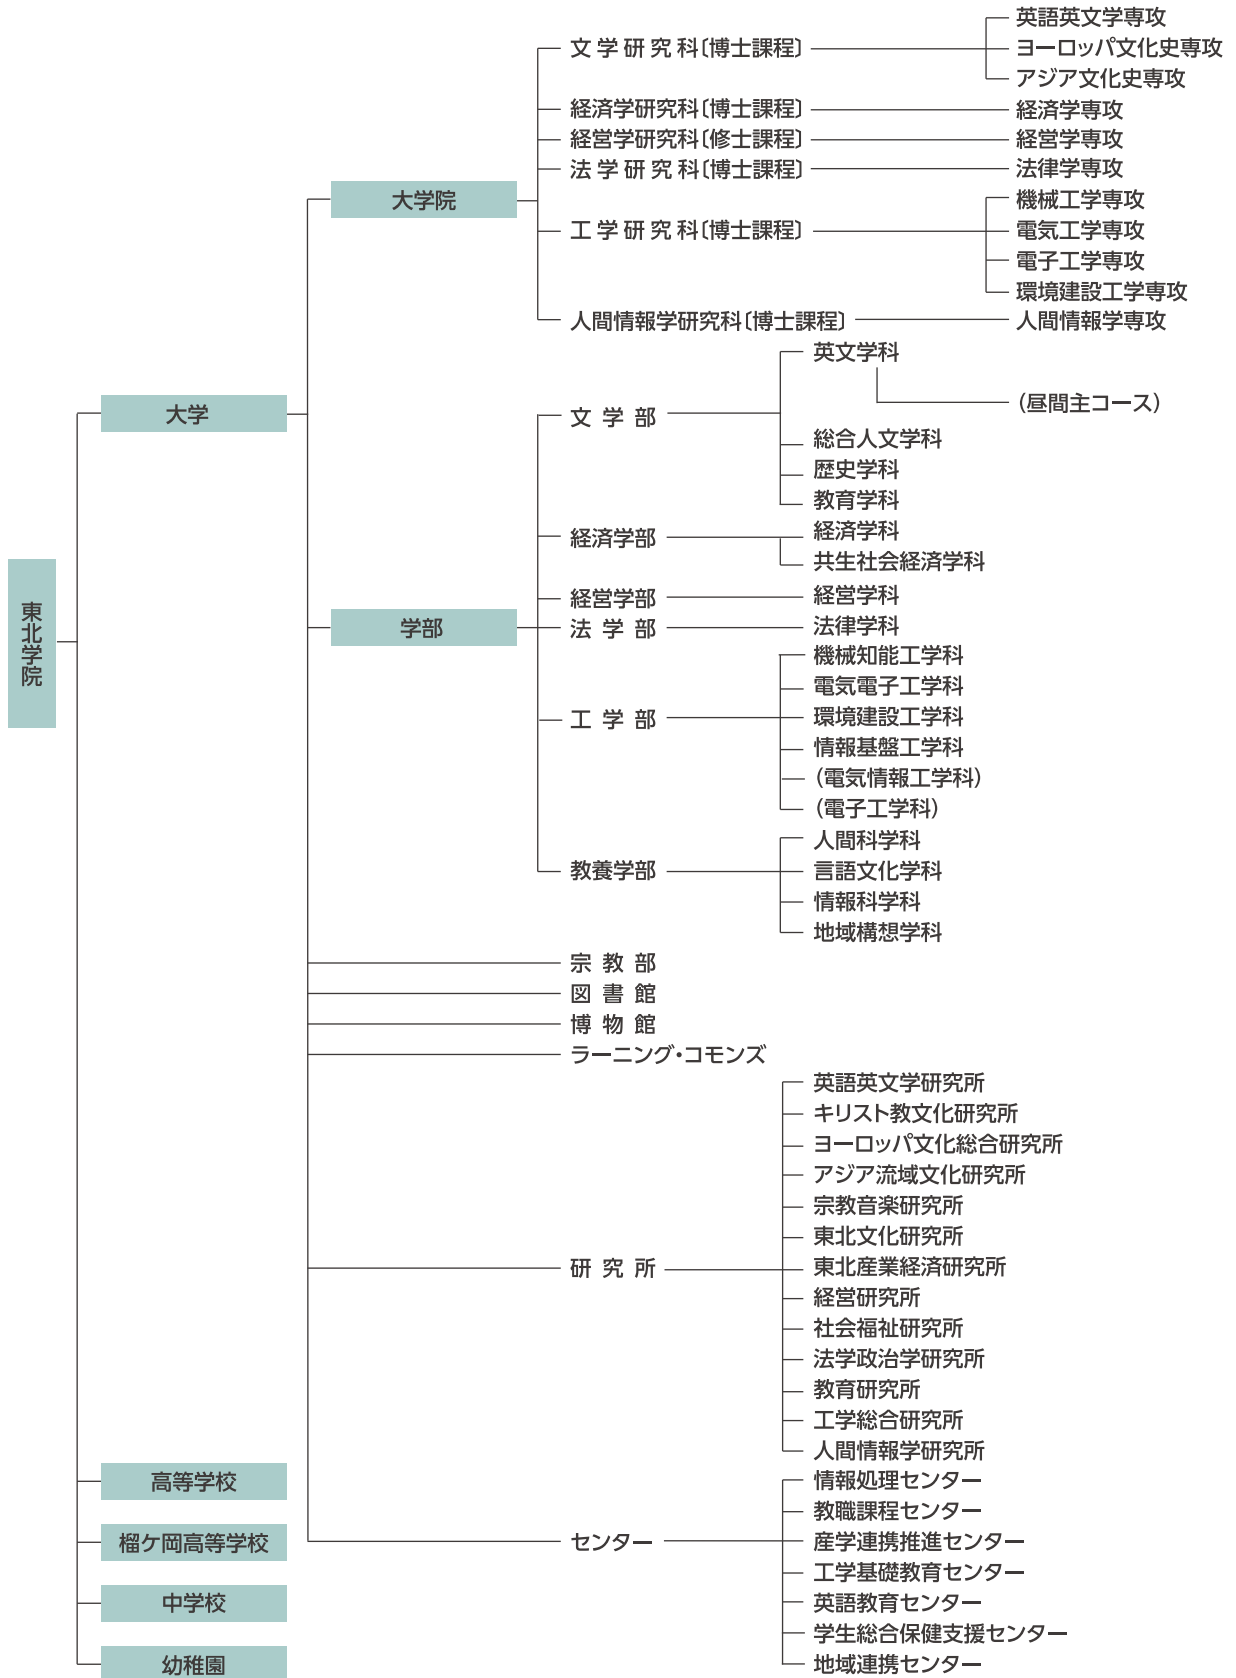 東北学院
大学
大学院
文学研究科〔博士課程〕
英語英文学専攻
ヨーロッパ文化史専攻
アジア文化史専攻
経済学研究科〔博士課程〕
経済学専攻
経営学研究科〔修士課程〕
経営学専攻
法学研究科〔博士課程〕
法律学専攻
工学研究科〔博士課程〕
機械工学専攻
電気工学専攻
電子工学専攻
環境建設工学専攻
人間情報学研究科〔博士課程〕
人間情報学専攻
学部
文学部
英文学科
(昼間主コース)
総合人文学科
歴史学科
教育学科
経済学部
経済学科
共生社会経済学科
経営学部
経営学科
法学部
法律学科
工学部
機械知能工学科
電気電子工学科
環境建設工学科
情報基盤工学科
(電気情報工学科)
(電子工学科)
教養学部
人間科学科
言語文化学科
情報科学科
地域構想学科
宗教部
図書館
博物館
ラーニング・コモンズ
研究所
英語英文学研究所
キリスト教文化研究所
ヨーロッパ文化総合研究所
アジア流域文化研究所
宗教音楽研究所
東北文化研究所
東北産業経済研究所
経営研究所
社会福祉研究所
法学政治学研究所
教育研究所
工学総合研究所
人間情報学研究所
センター
情報処理センター
教職課程センター
産学連携推進センター
工学基礎教育センター
英語教育センター
学生総合保健支援センター
地域連携センター
高等学校
榴ケ岡高等学校
中学校
幼稚園